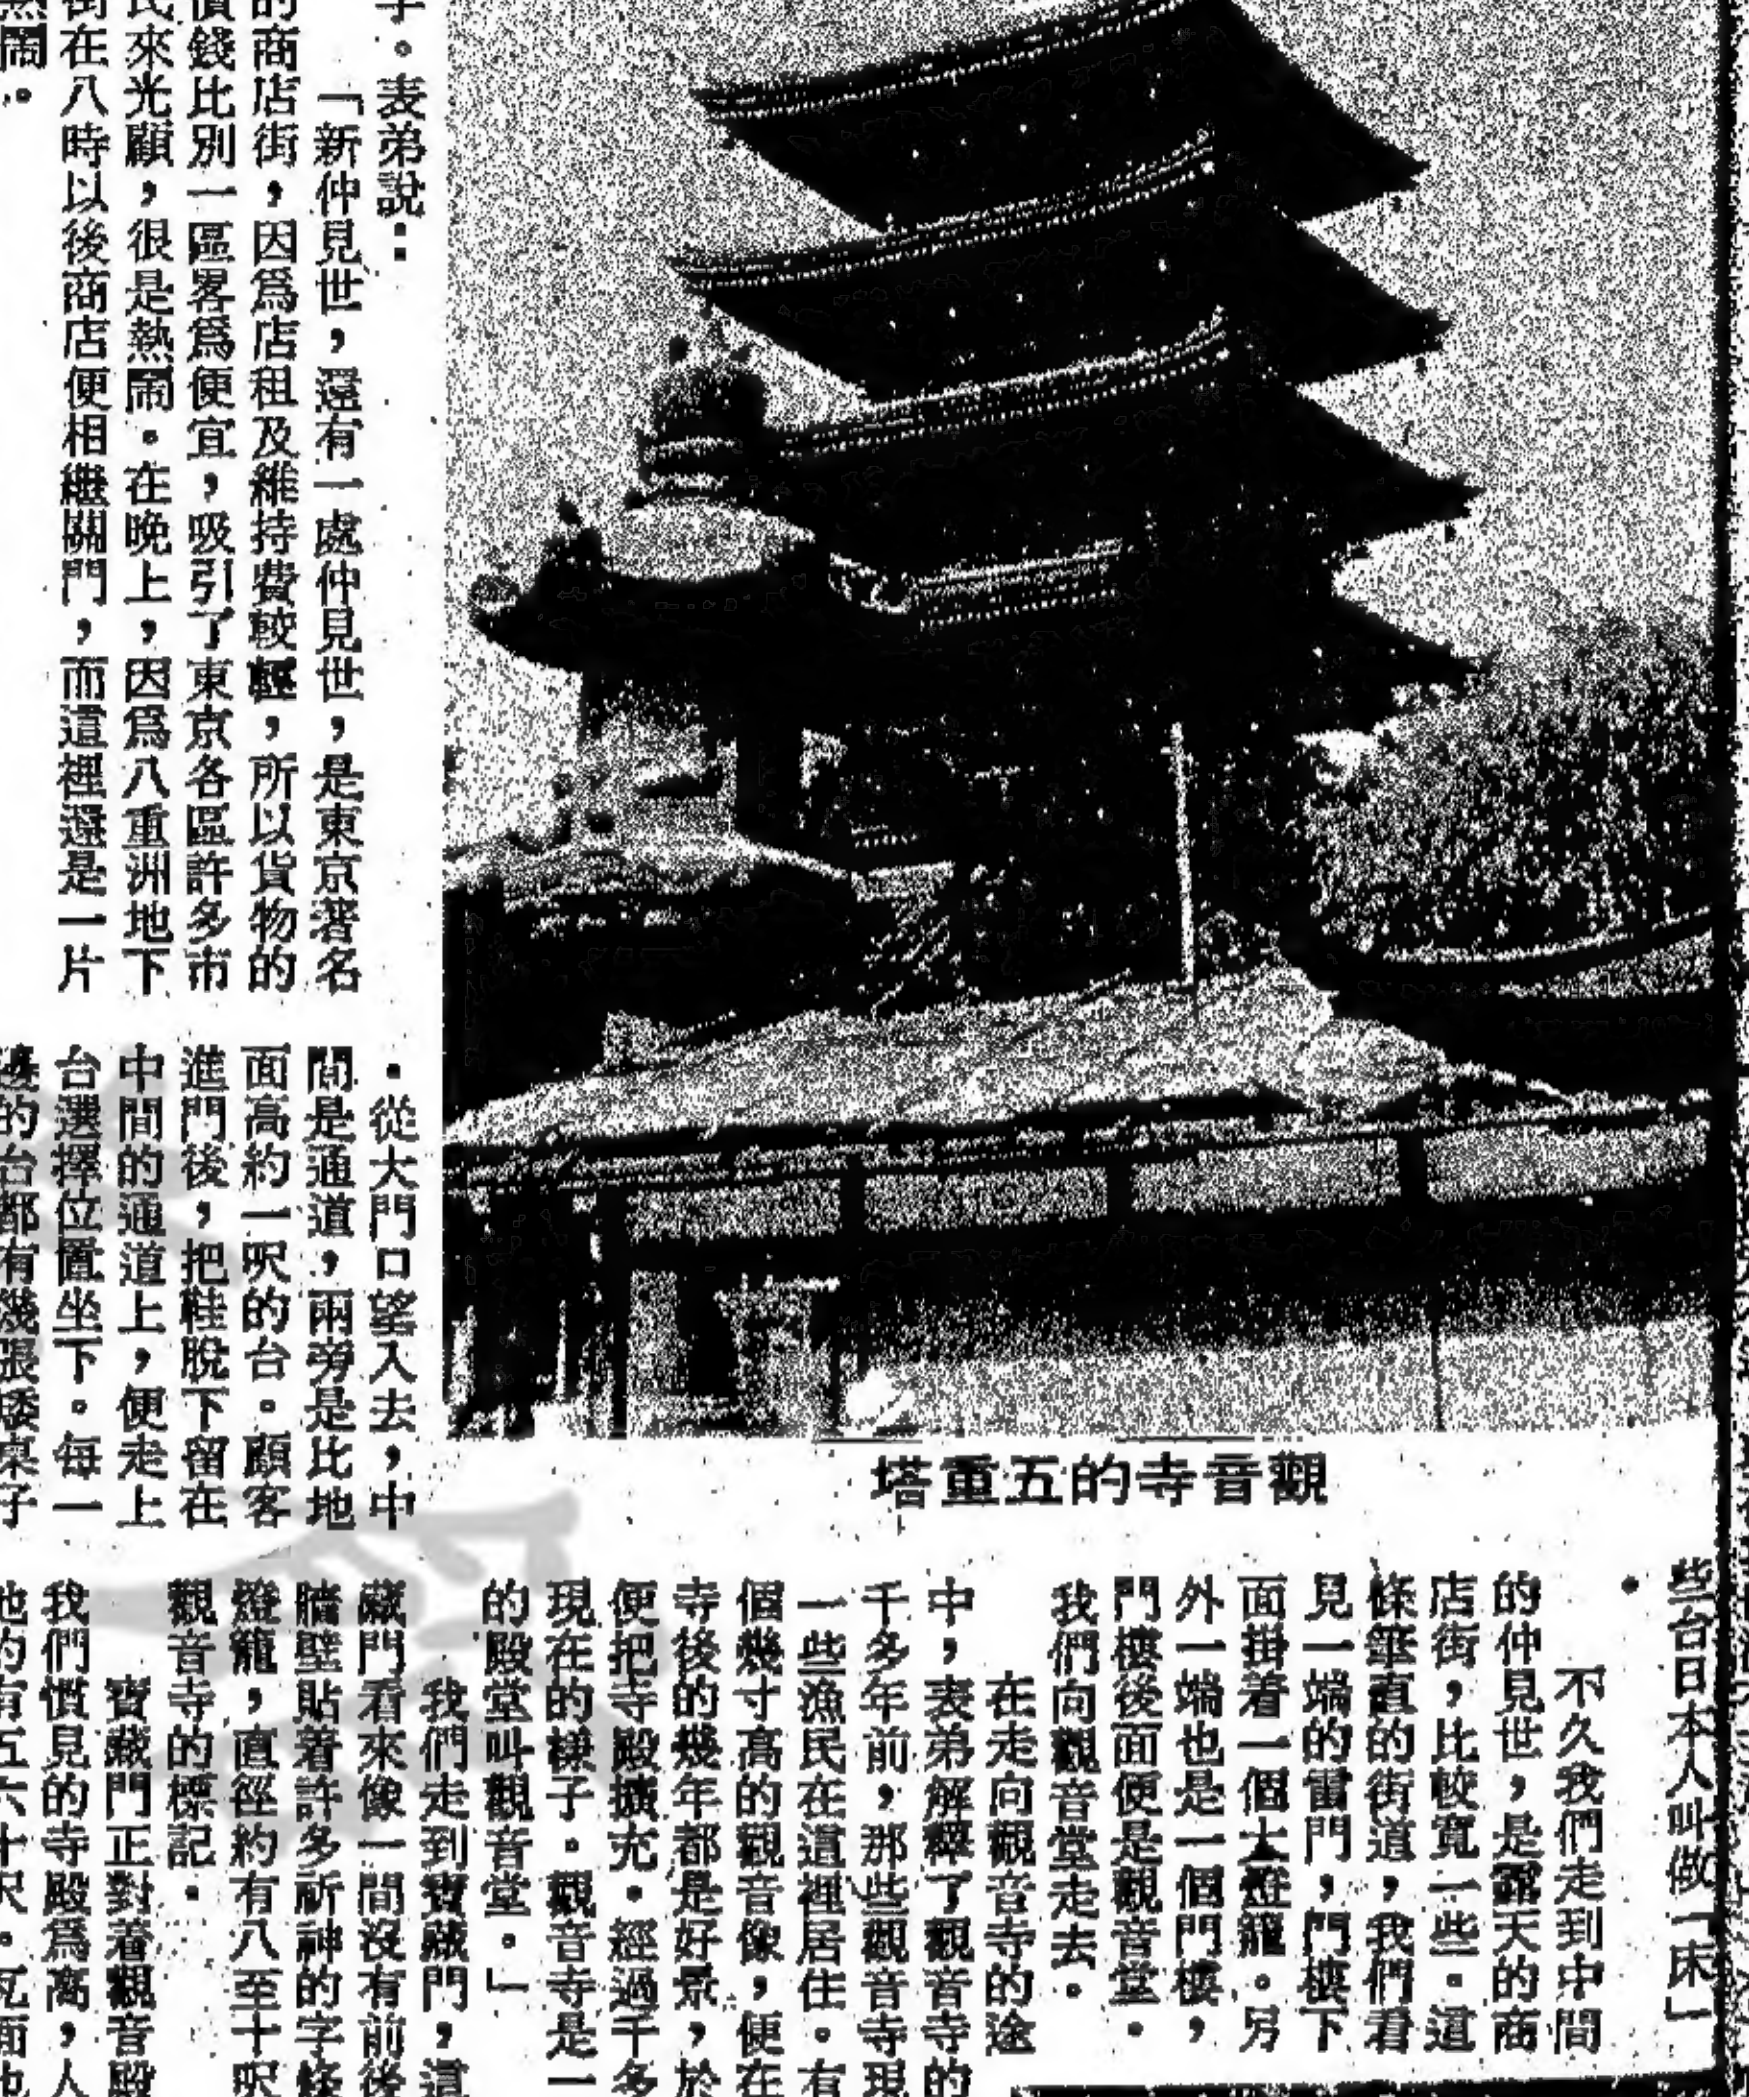 字。表弟說：
「新仲見世，還有一處仲見世，是東京著名
的商店街，因爲店租及維持費較輕，所以貨物的
價錢比別一區畧爲便宜，吸引了東京各區許多市
民來光顧，很是熱鬧。在晚上，因爲八重洲地下
街在八時以後商店便相繼關門，而這裡還是一片
熱鬧。
從大門口望入去，中
間是通道，兩旁是比地
面高約一呎的台。顧客
進門後，把鞋脫下留在
中間的通道上，便走上
台選擇位置坐下。每一
邊的台都有幾張矮桌子
觀音寺的五重塔
些台日本人叫做「床」
。
不久我們走到中間
的仲見世，是露天的商
店街，比較寬一些。這
條筆直的街道，我們看
見一端的雷門，門樓下
面掛着一個大燈籠。另
外一端也是一個門樓，
門樓後面便是觀音堂。
我們向觀音堂走去。
在走向觀音寺的途
中，表弟解釋了觀音寺的
千多年前，那些觀音寺現
一些漁民在這裡居住。有
個幾寸高的觀音像，便在
寺後的幾年都是好景，於
便把寺殿擴充。經過千多
現在的樣子。觀音寺是一
的殿堂叫觀音堂。」
我們走到寶藏門，這
藏門看來像一間沒有前後
牆壁貼着許多祈神的字條
燈籠，直徑約有八至十呎
觀音寺的標記。
寶藏門正對着觀音殿
我們慣見的寺殿爲高，人
地約有五六十尺。瓦面也